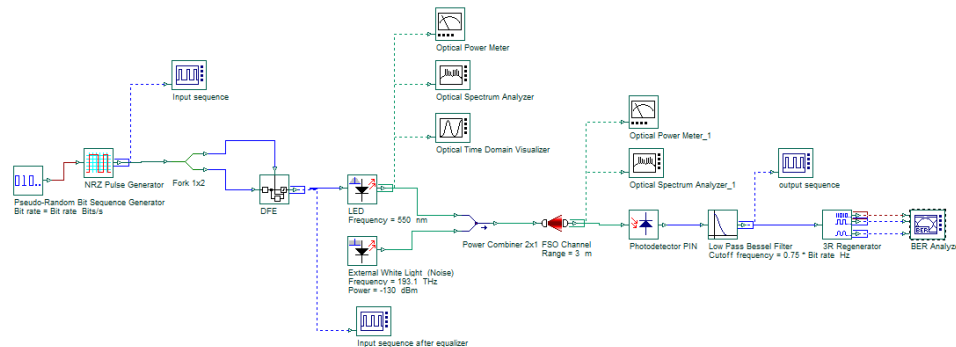 Optical Power Meter
Optical Spectrum Analyzer
Input sequence
Optical Power Meter_1
Optical Time Domain Visualizer
NRZ Pulse Generator
Fork 1x2
Optical Spectrum Analyzer_1
output sequence
010..
Pseudo-Random Bit Sequence Generator
Bit rate = Bit rate Bits/s
DFE
LED
Frequency = 550 nm
Power Combiner 2x1
FSO Channel
Range = 3 m
Photodetector PIN
Low Pass Bessel Filter
Cutoff frequency = 0.75 * Bit rate Hz
3R Regenerator
BER
BER Analyze
External White Light (Noise)
Frequency = 193.1 THz
Power = -130 dBm
Input sequence after equalizer